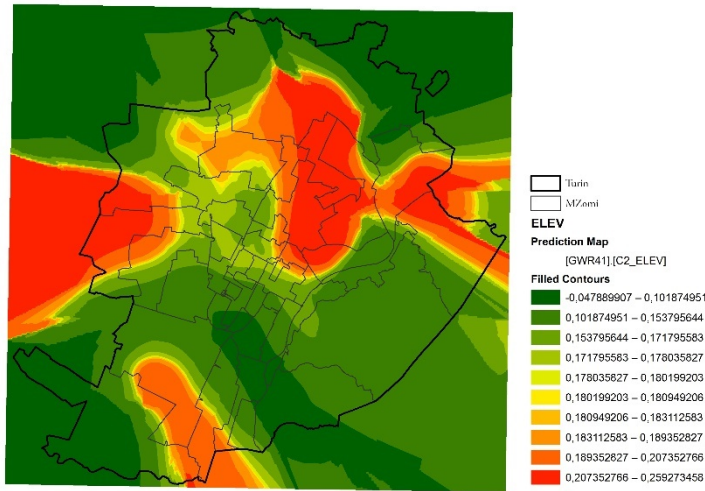 Turin
MZomi
ELEV
Prediction Map
[GWR41].[C2_ELEV]
Filled Contours
-0,047889907 – 0,101874951
0,101874951 – 0,153795644
0,153795644 – 0,171795583
0,171795583 – 0,178035827
0,178035827 – 0,180199203
0,180199203 – 0,180949206
0,180949206 – 0,183112583
0,183112583 – 0,189352827
0,189352827 – 0,207352766
0,207352766 – 0,259273458